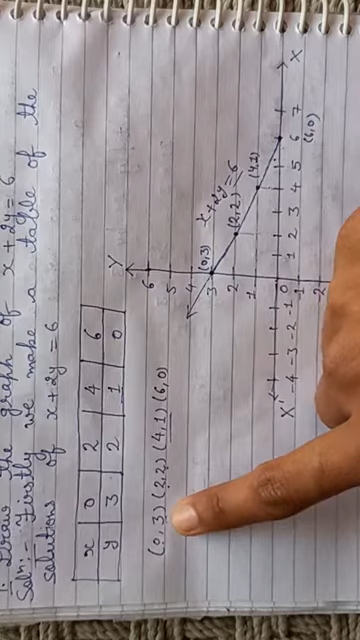 1. Draw the graph of x + 2y = 6
Soln:- Firstly we make a table of the
solutions of x + 2y = 6
x 0 2 4 6
y 3 2 1 0
(0,3) (2,2) (4,1) (6,0)
Y
6
5
4
3 (0,3) x+2y=6
2 (2,2)
1 (4,1)
X' -4 -3 -2 -1 0 1 2 3 4 5 6 7 X
-1 (6,0)
-2